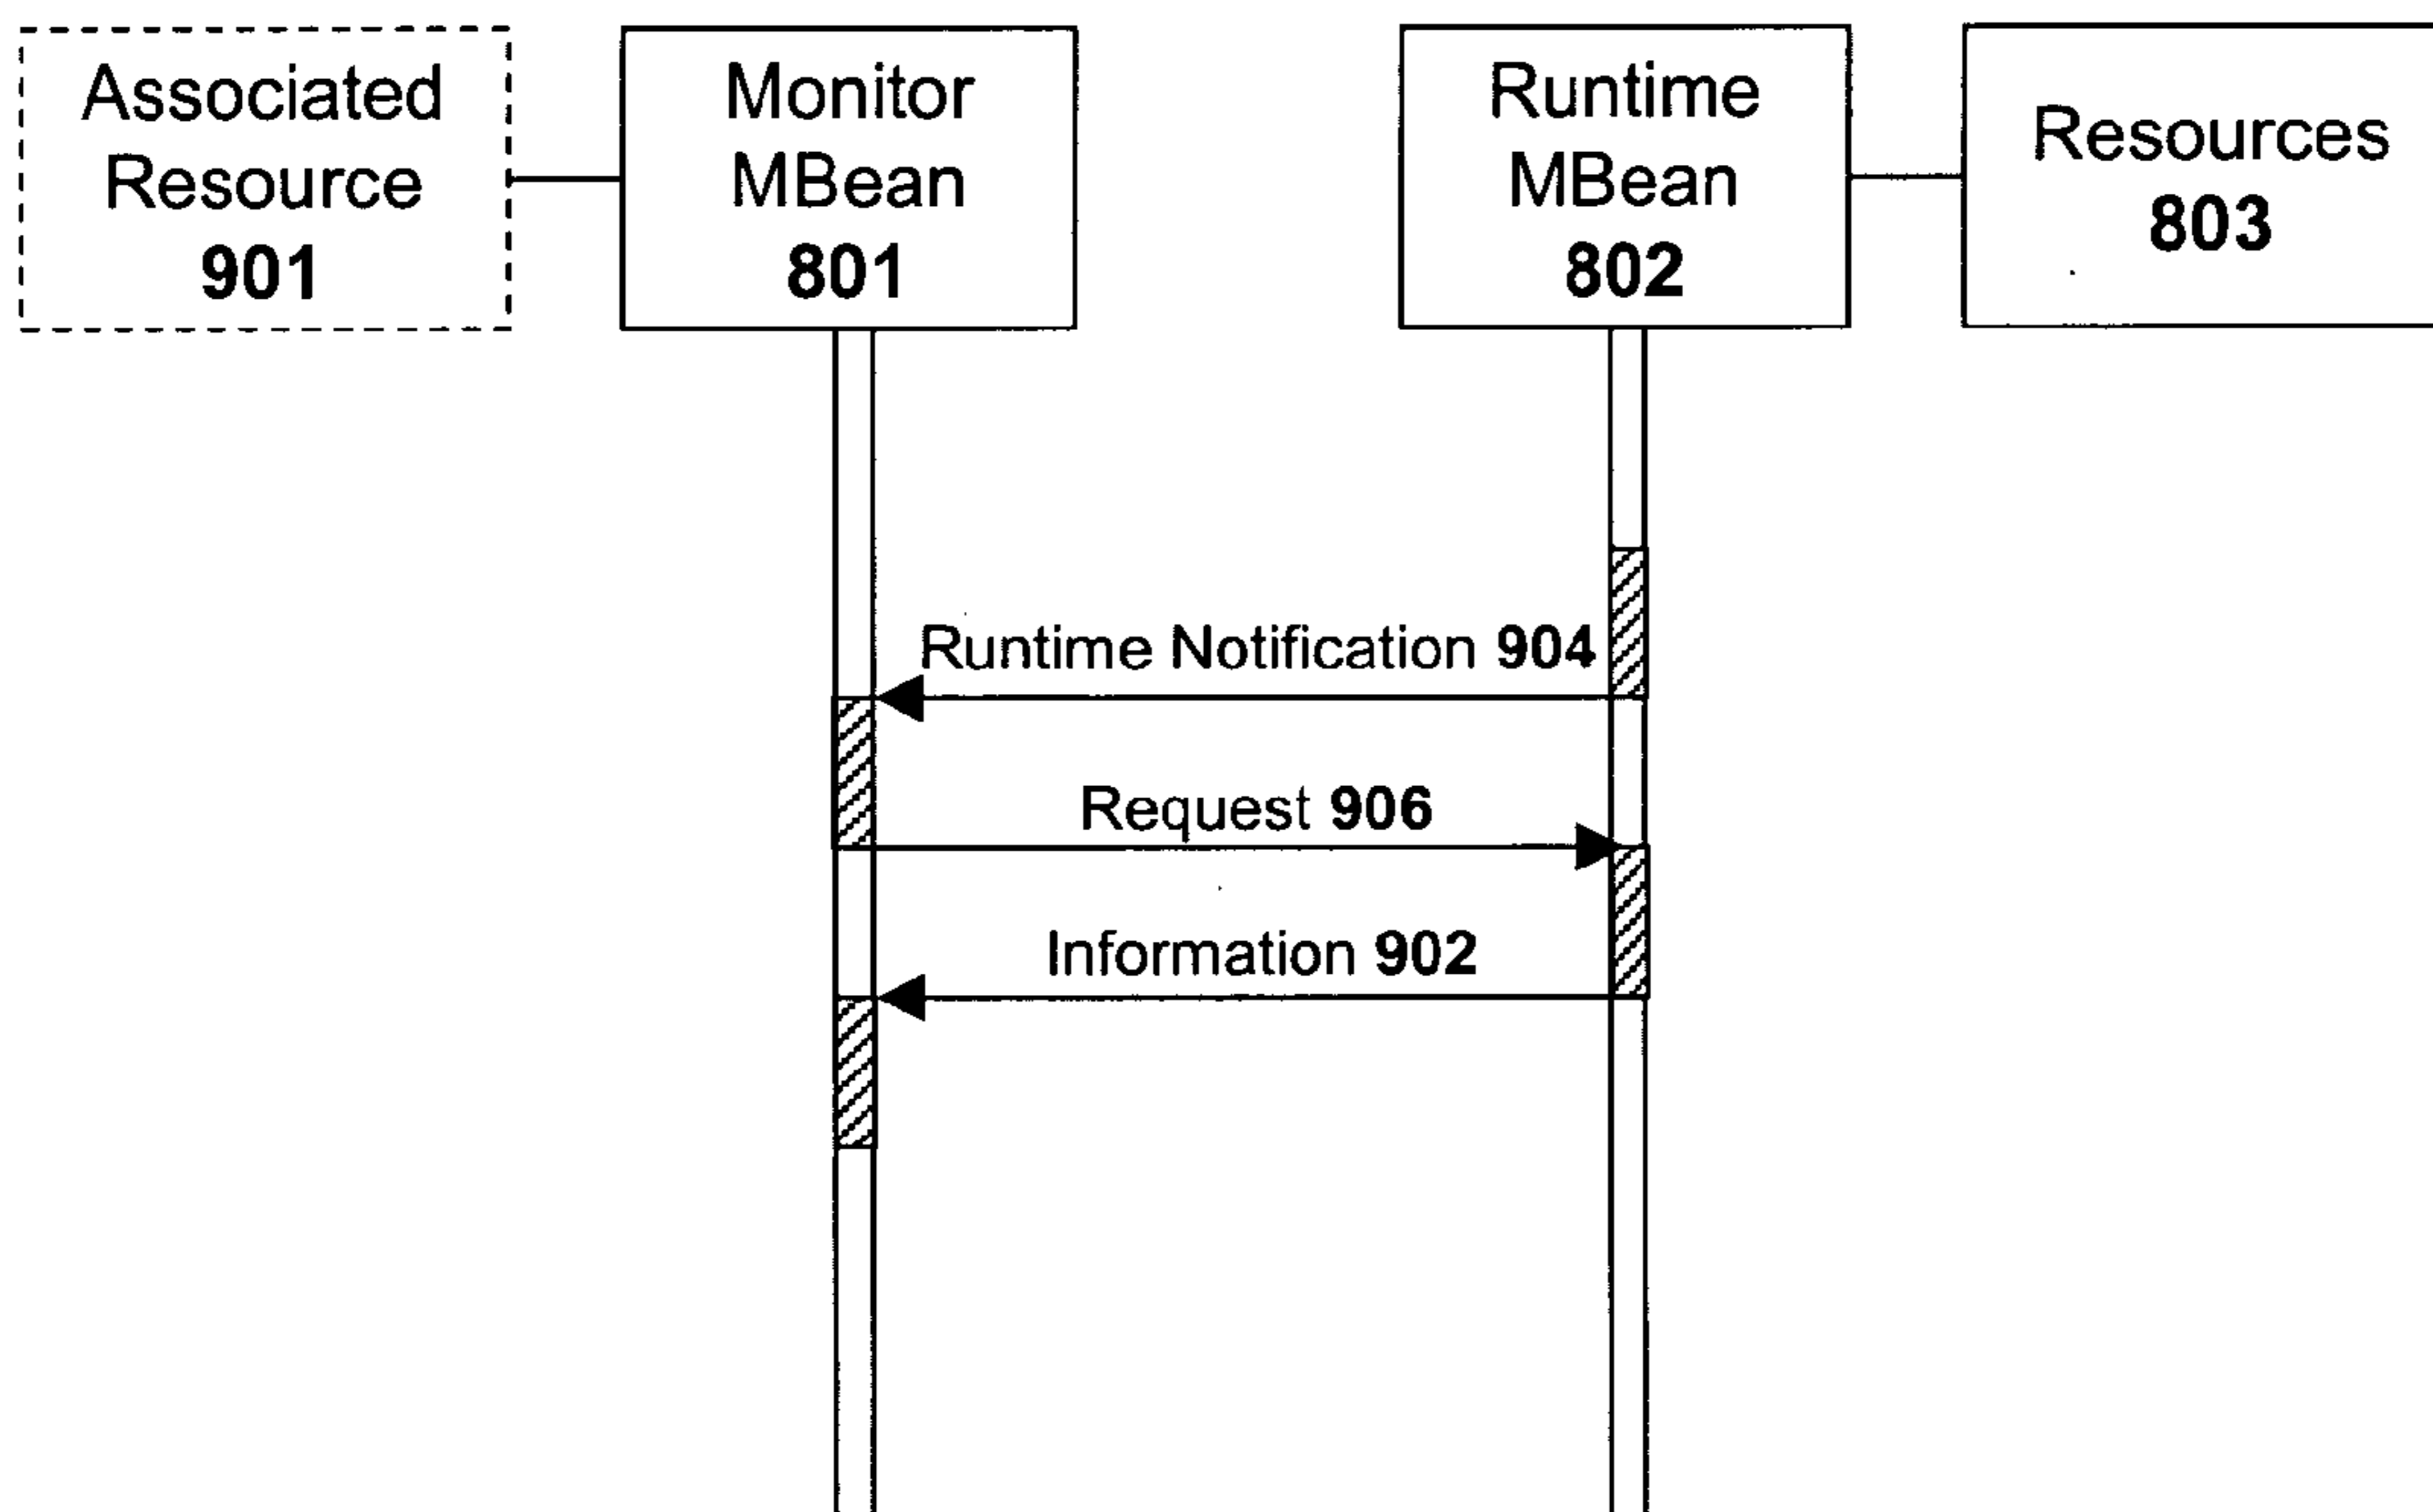 Associated
Resource
901
Monitor
MBean
801
Runtime
MBean
802
Resources
803
Runtime Notification 904
Request 906
Information 902